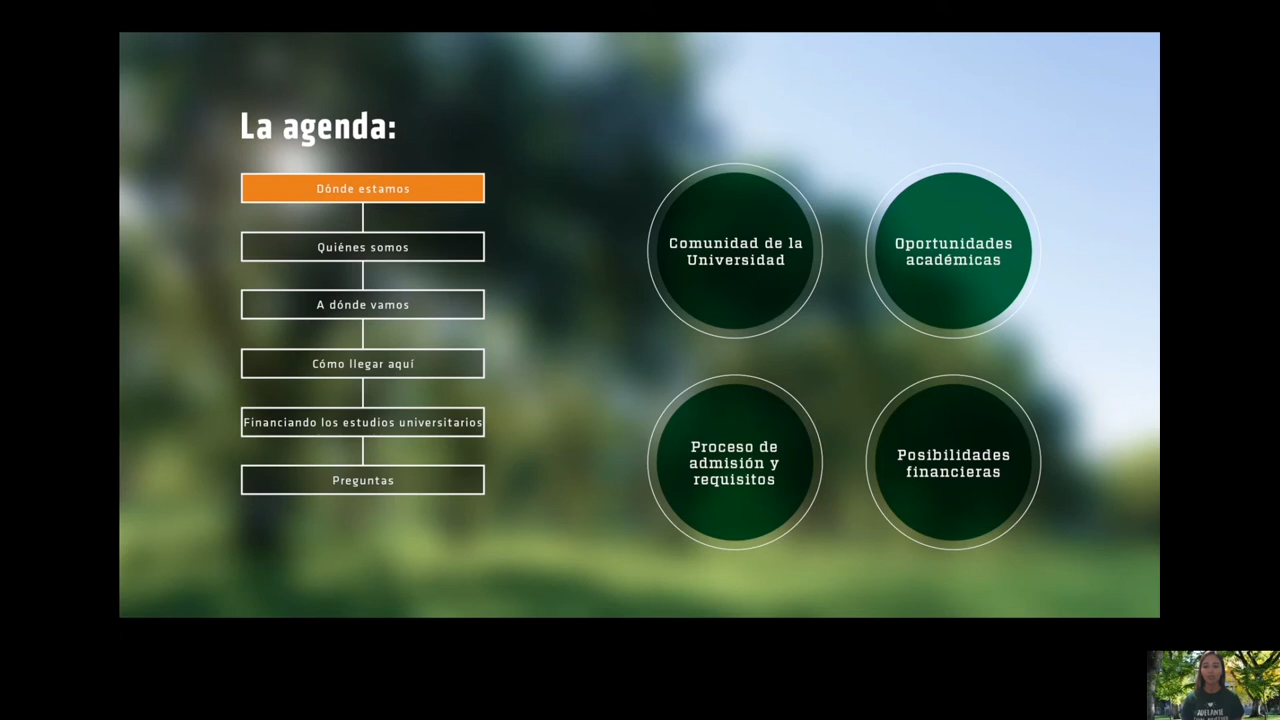 La agenda:
Dónde estamos
Quiénes somos
A dónde vamos
Cómo llegar aquí
Financiando los estudios universitarios
Preguntas
Comunidad de la
Universidad
Oportunidades
académicas
Proceso de
admisión y
requisitos
Posibilidades
financieras
ADELANTE